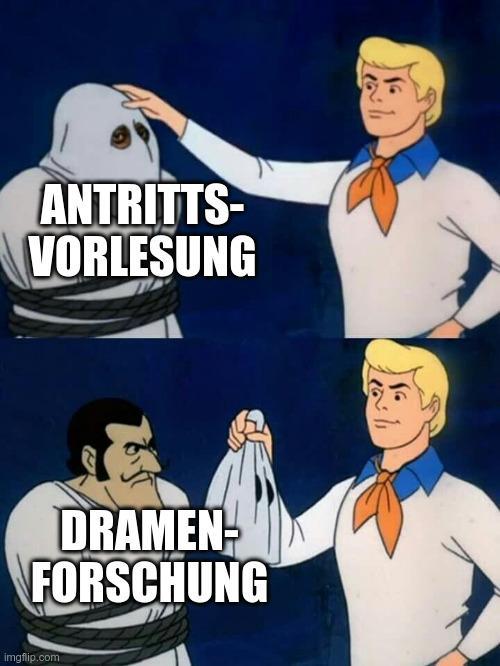 ANTRITTS-
VORLESUNG
DRAMEN-
FORSCHUNG
imgflip.com